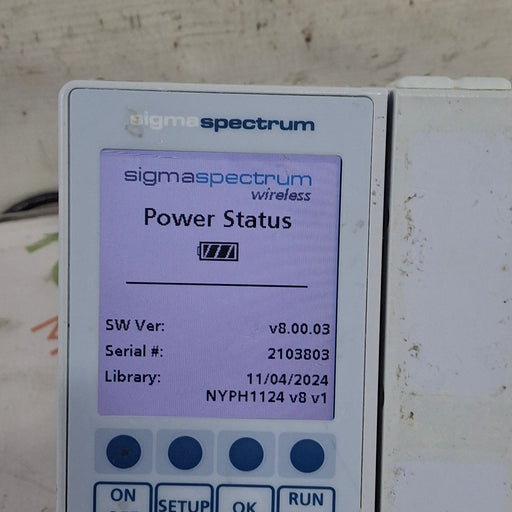 sigmaspectrum
sigmaspectrum
wireless
Power Status
SW Ver: v8.00.03
Serial #: 2103803
Library: 11/04/2024
NYPH1124 v8 v1
ON SETUP OK RUN